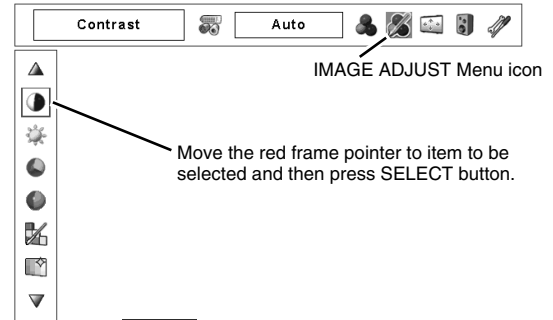 Contrast
Auto
IMAGE ADJUST Menu icon
Move the red frame pointer to item to be
selected and then press SELECT button.